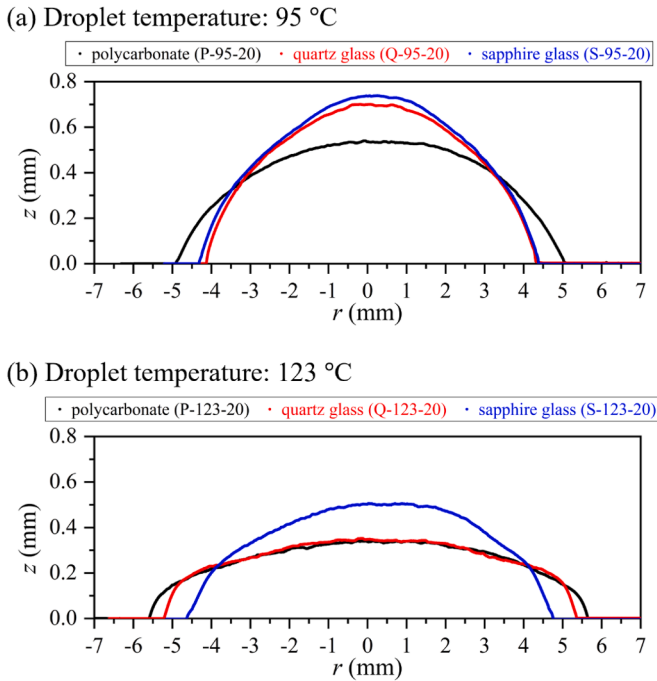 (a) Droplet temperature: 95 °C
polycarbonate (P-95-20) quartz glass (Q-95-20) sapphire glass (S-95-20)
0.8
0.6
0.4
0.2
0.0
z (mm)
-7 -6 -5 -4 -3 -2 -1 0 1 2 3 4 5 6 7
r (mm)
(b) Droplet temperature: 123 °C
polycarbonate (P-123-20) quartz glass (Q-123-20) sapphire glass (S-123-20)
0.8
0.6
0.4
0.2
0.0
z (mm)
-7 -6 -5 -4 -3 -2 -1 0 1 2 3 4 5 6 7
r (mm)